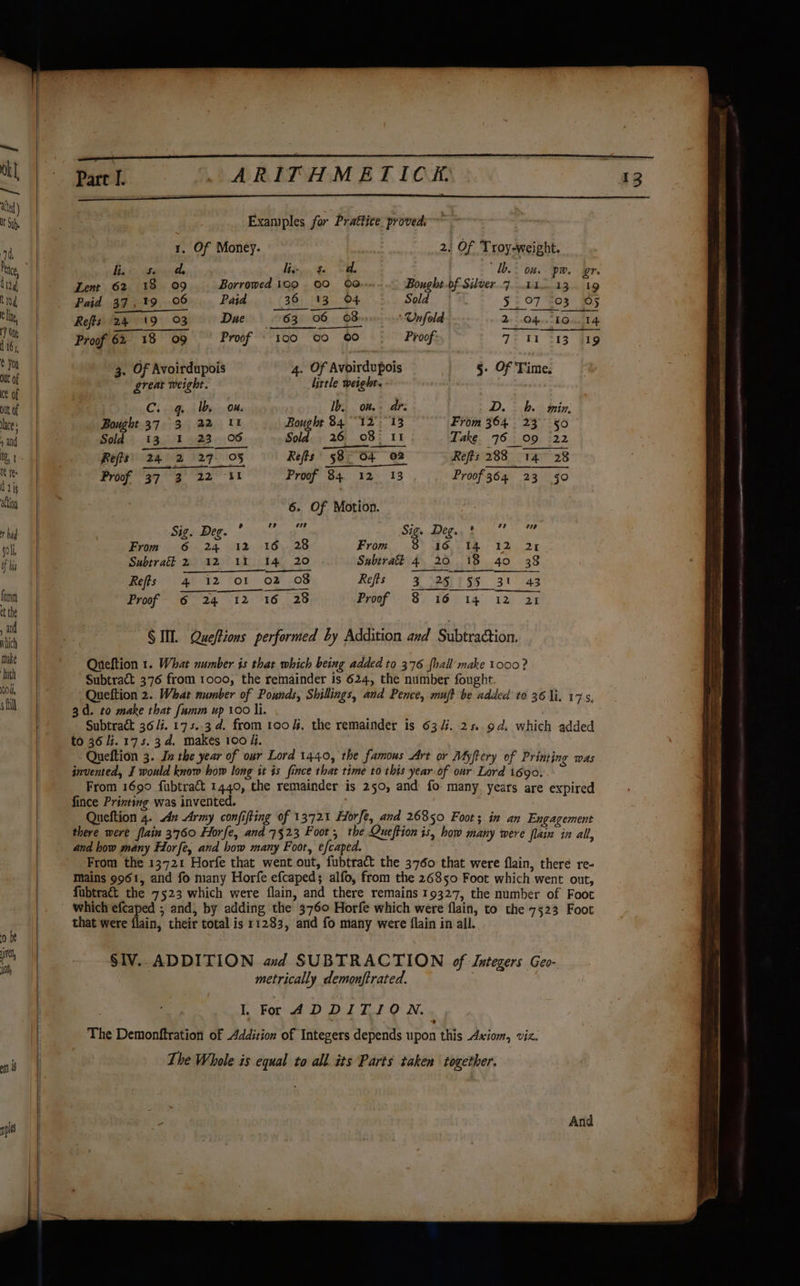 Part I. ARITHMETICK. 13
Examples for Practice proved.
1. Of Money. 2. Of Troy-weight.
li. s. d. li. s. d. lb. ou. pw. gr.
Lent 62 18 09 Borrowed 100 00 00 Bought of Silver 7 11 13 19
Paid 37 19 06 Paid 36 13 04 Sold 5 07 03 05
Reſts 24 19 03 Due 63 06 08 Unſold 2 04 10 14
Proof 62 18 09 Proof 100 00 00 Proof 7 11 13 19
3. Of Avoirdupois 4. Of Avoirdupois 5. Of Time.
great weight. little weight.
C. q. lb. ou. lb. ou. dr. D. h. min.
Bought 37 3 22 11 Bought 84 12 13 From 364 23 50
Sold 13 1 23 06 Sold 26 08 11 Take 76 09 22
Reſts 24 2 27 05 Reſts 58 04 02 Reſts 288 14 28
Proof 37 3 22 11 Proof 84 12 13 Proof 364 23 50
6. Of Motion.
Sig. Deg. ' '' ''' Sig. Deg. ' '' '''
From 6 24 12 16 28 From 8 16 14 12 21
Subtract 2 12 11 14 20 Subtract 4 20 18 40 38
Reſts 4 12 01 02 08 Reſts 3 25 55 31 43
Proof 6 24 12 16 28 Proof 8 16 14 12 21
§ III. Queſtions performed by Addition and Subtraction.
Queſtion 1. What number is that which being added to 376 ſhall make 1000?
Subtract 376 from 1000, the remainder is 624, the number ſought.
Queſtion 2. What number of Pounds, Shillings, and Pence, muſt be added to 36 li. 17 s.
3 d. to make that ſumm up 100 li.
Subtract 36 li. 17 s. 3 d. from 100 li. the remainder is 63 li. 2 s. 9 d. which added
to 36 li. 17 s. 3 d. makes 100 li.
Queſtion 3. In the year of our Lord 1440, the famous Art or Myſtery of Printing was
invented, I would know how long it is ſince that time to this year of our Lord 1690.
From 1690 ſubtract 1440, the remainder is 250, and ſo many years are expired
ſince Printing was invented.
Queſtion 4. An Army conſiſting of 13721 Horſe, and 26850 Foot; in an Engagement
there were ſlain 3760 Horſe, and 7523 Foot; the Queſtion is, how many were ſlain in all,
and how many Horſe, and how many Foot, eſcaped.
From the 13721 Horſe that went out, ſubtract the 3760 that were ſlain, there re-
mains 9961, and ſo many Horſe eſcaped; alſo, from the 26850 Foot which went out,
ſubtract the 7523 which were ſlain, and there remains 19327, the number of Foot
which eſcaped; and, by adding the 3760 Horſe which were ſlain, to the 7523 Foot
that were ſlain, their total is 11283, and ſo many were ſlain in all.
§ IV. ADDITION and SUBTRACTION of Integers Geo-
metrically demonſtrated.
I. For ADDITION.
The Demonſtration of Addition of Integers depends upon this Axiom, viz.
The Whole is equal to all its Parts taken together.
And